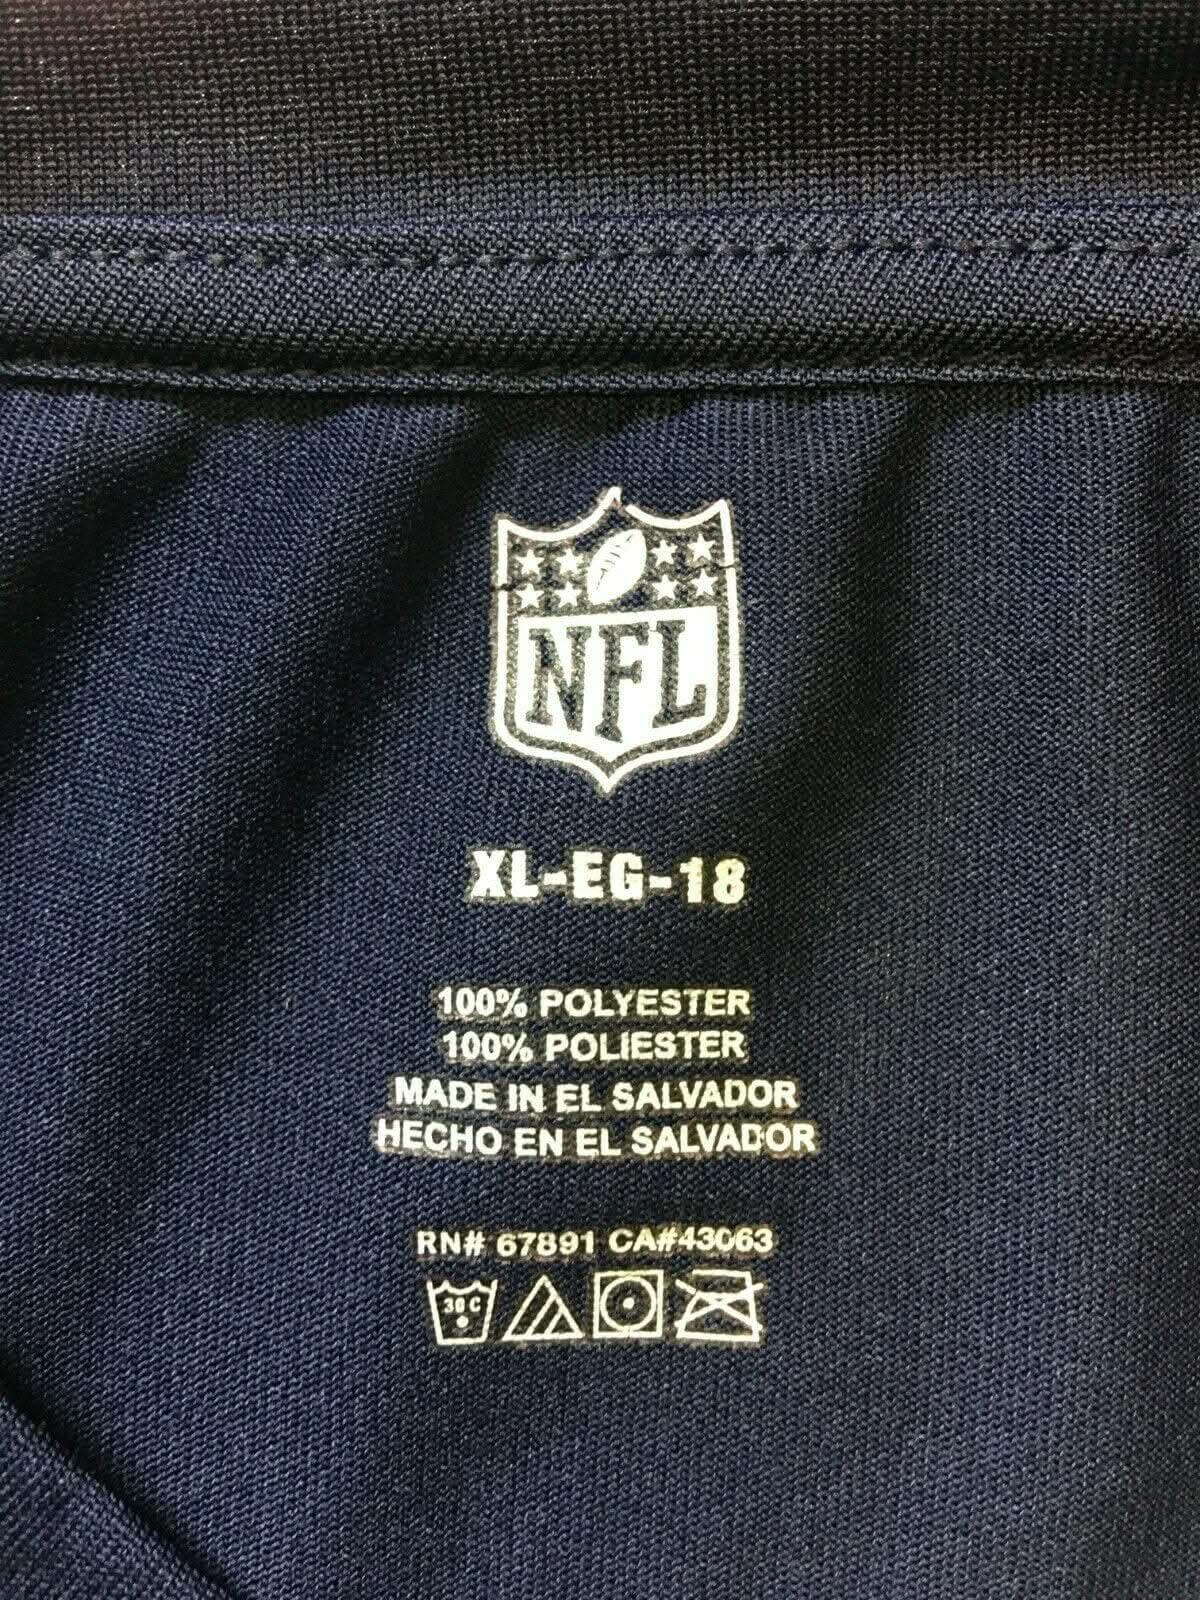 NFL
XL-EG-18
100% POLYESTER
100% POLIESTER
MADE IN EL SALVADOR
HECHO EN EL SALVADOR
RN# 67891 CA#43063
30 C